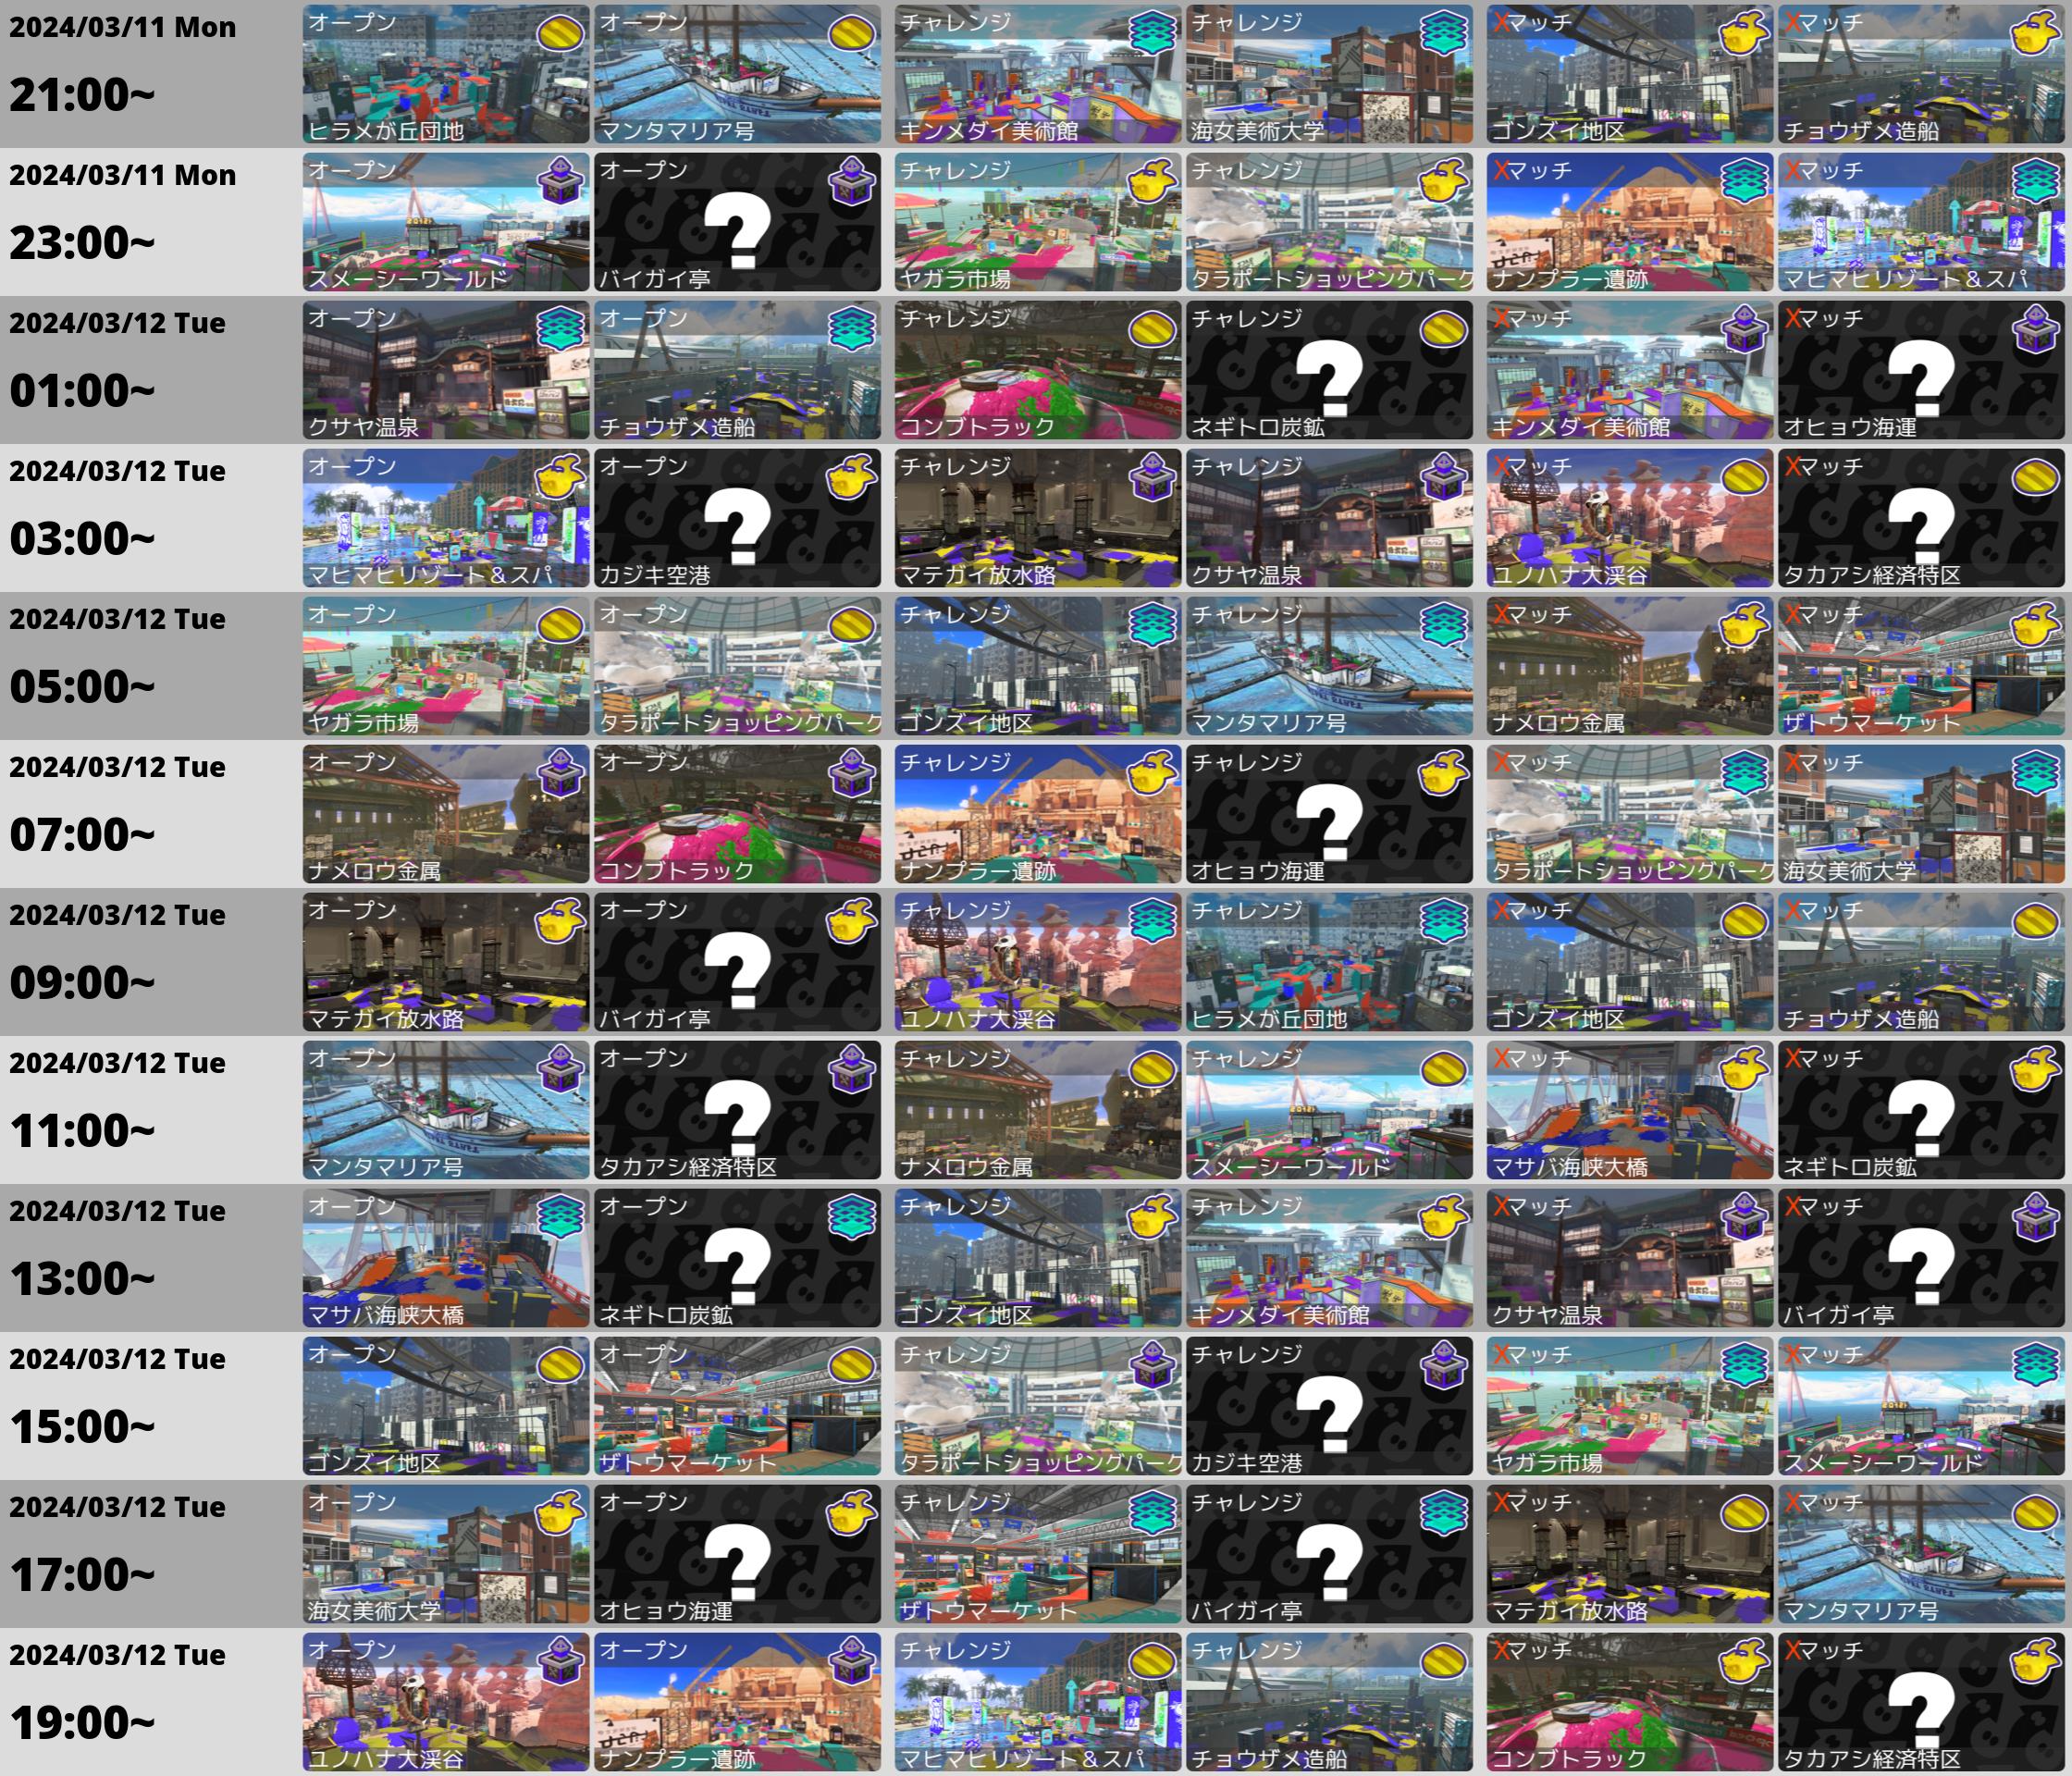 2024/03/11 Mon
21:00~
オープン
ヒラメが丘団地
オープン
マンタマリア号
チャレンジ
キンメダイ美術館
チャレンジ
海女美術大学
Xマッチ
ゴンズイ地区
Xマッチ
チョウザメ造船
2024/03/11 Mon
23:00~
オープン
スメーシーワールド
オープン
?
バイガイ亭
チャレンジ
ヤガラ市場
チャレンジ
タラポートショッピングパーク
Xマッチ
ナンプラー遺跡
Xマッチ
マヒマヒリゾート&スパ
2024/03/12 Tue
01:00~
オープン
クサヤ温泉
オープン
チョウザメ造船
チャレンジ
コンブトラック
チャレンジ
?
ネギトロ炭鉱
Xマッチ
キンメダイ美術館
Xマッチ
?
オヒョウ海運
2024/03/12 Tue
03:00~
オープン
マヒマヒリゾート&スパ
オープン
?
カジキ空港
チャレンジ
マテガイ放水路
チャレンジ
クサヤ温泉
Xマッチ
ユノハナ大渓谷
Xマッチ
?
タカアシ経済特区
2024/03/12 Tue
05:00~
オープン
ヤガラ市場
オープン
タラポートショッピングパーク
チャレンジ
ゴンズイ地区
チャレンジ
マンタマリア号
Xマッチ
ナメロウ金属
Xマッチ
ザトウマーケット
2024/03/12 Tue
07:00~
オープン
ナメロウ金属
オープン
コンブトラック
チャレンジ
ナンプラー遺跡
チャレンジ
?
オヒョウ海運
Xマッチ
タラポートショッピングパーク
Xマッチ
海女美術大学
2024/03/12 Tue
09:00~
オープン
マテガイ放水路
オープン
?
バイガイ亭
チャレンジ
ユノハナ大渓谷
チャレンジ
ヒラメが丘団地
Xマッチ
ゴンズイ地区
Xマッチ
チョウザメ造船
2024/03/12 Tue
11:00~
オープン
マンタマリア号
オープン
?
タカアシ経済特区
チャレンジ
ナメロウ金属
チャレンジ
スメーシーワールド
Xマッチ
マサバ海峡大橋
Xマッチ
?
ネギトロ炭鉱
2024/03/12 Tue
13:00~
オープン
マサバ海峡大橋
オープン
?
ネギトロ炭鉱
チャレンジ
ゴンズイ地区
チャレンジ
キンメダイ美術館
Xマッチ
クサヤ温泉
Xマッチ
?
バイガイ亭
2024/03/12 Tue
15:00~
オープン
ゴンズイ地区
オープン
ザトウマーケット
チャレンジ
タラポートショッピングパーク
チャレンジ
?
カジキ空港
Xマッチ
ヤガラ市場
Xマッチ
スメーシーワールド
2024/03/12 Tue
17:00~
オープン
海女美術大学
オープン
?
オヒョウ海運
チャレンジ
ザトウマーケット
チャレンジ
?
バイガイ亭
Xマッチ
マテガイ放水路
Xマッチ
マンタマリア号
2024/03/12 Tue
19:00~
オープン
ユノハナ大渓谷
オープン
ナンプラー遺跡
チャレンジ
マヒマヒリゾート&スパ
チャレンジ
チョウザメ造船
Xマッチ
コンブトラック
Xマッチ
?
タカアシ経済特区